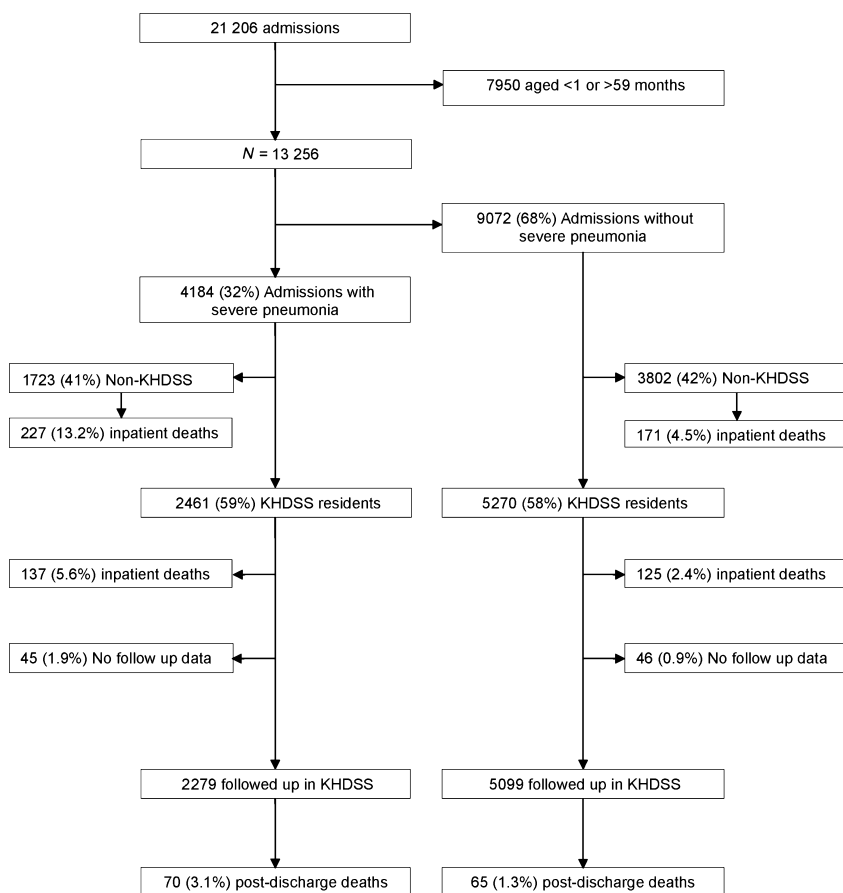 21 206 admissions
7950 aged <1 or >59 months
N = 13 256
9072 (68%) Admissions without
severe pneumonia
4184 (32%) Admissions with
severe pneumonia
1723 (41%) Non-KHDSS
3802 (42%) Non-KHDSS
227 (13.2%) inpatient deaths
171 (4.5%) inpatient deaths
2461 (59%) KHDSS residents
5270 (58%) KHDSS residents
137 (5.6%) inpatient deaths
125 (2.4%) inpatient deaths
45 (1.9%) No follow up data
46 (0.9%) No follow up data
2279 followed up in KHDSS
5099 followed up in KHDSS
70 (3.1%) post-discharge deaths
65 (1.3%) post-discharge deaths